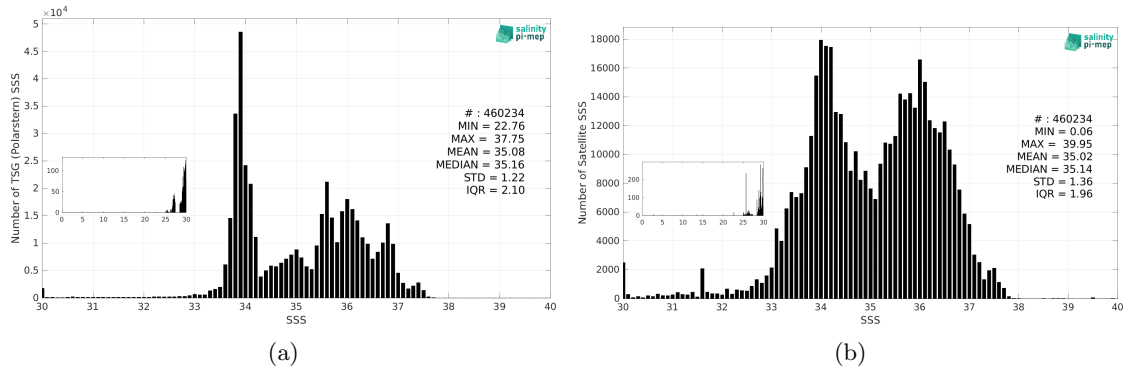 ×10⁴
5
4.5
4
3.5
3
2.5
2
1.5
1
0.5
0
Number of TSG (Polarstern) SSS
salinity
pi-mep
# : 460234
MIN = 22.76
MAX = 37.75
MEAN = 35.08
MEDIAN = 35.16
STD = 1.22
IQR = 2.10
100
50
0
0 5 10 15 20 25 30
30 31 32 33 34 35 36 37 38 39 40
SSS
(a)
18000
16000
14000
12000
10000
8000
6000
4000
2000
0
Number of Satellite SSS
salinity
pi-mep
# : 460234
MIN = 0.06
MAX = 39.95
MEAN = 35.02
MEDIAN = 35.14
STD = 1.36
IQR = 1.96
200
100
0
0 5 10 15 20 25 30
30 31 32 33 34 35 36 37 38 39 40
SSS
(b)